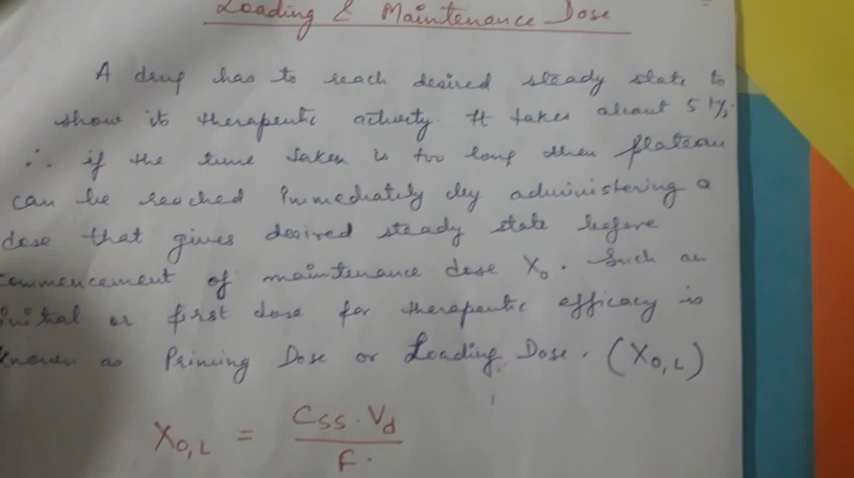 Loading & Maintenance Dose
A drug has to reach desired steady state to
show its therapeutic activity. It takes about 5 t½.
∴ if the time taken is too long then plateau
can be reached immediately by administering a
dose that gives desired steady state before
commencement of maintenance dose X₀. Such an
initial or first dose for therapeutic efficacy is
known as Priming Dose or Loading Dose. (X₀,L)
X₀,L = Css.Vd / F.